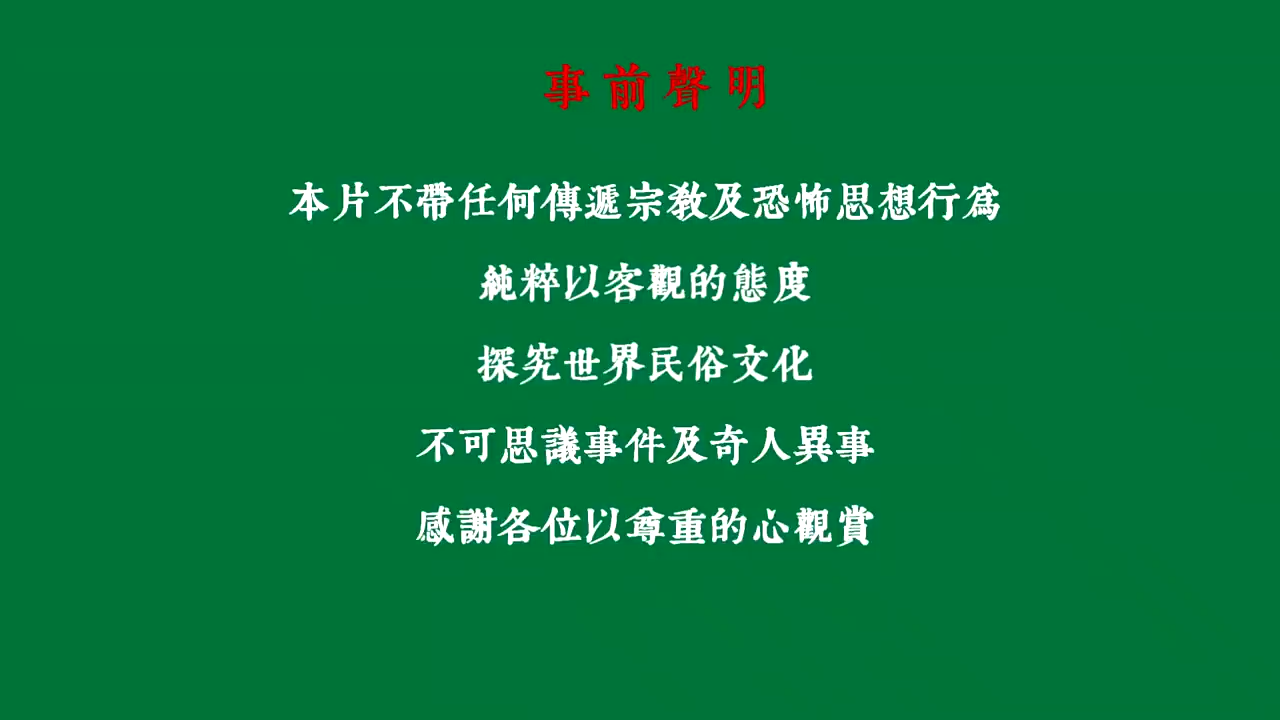 事前聲明
本片不帶任何傳遞宗教及恐怖思想行為
純粹以客觀的態度
探究世界民俗文化
不可思議事件及奇人異事
感謝各位以尊重的心觀賞